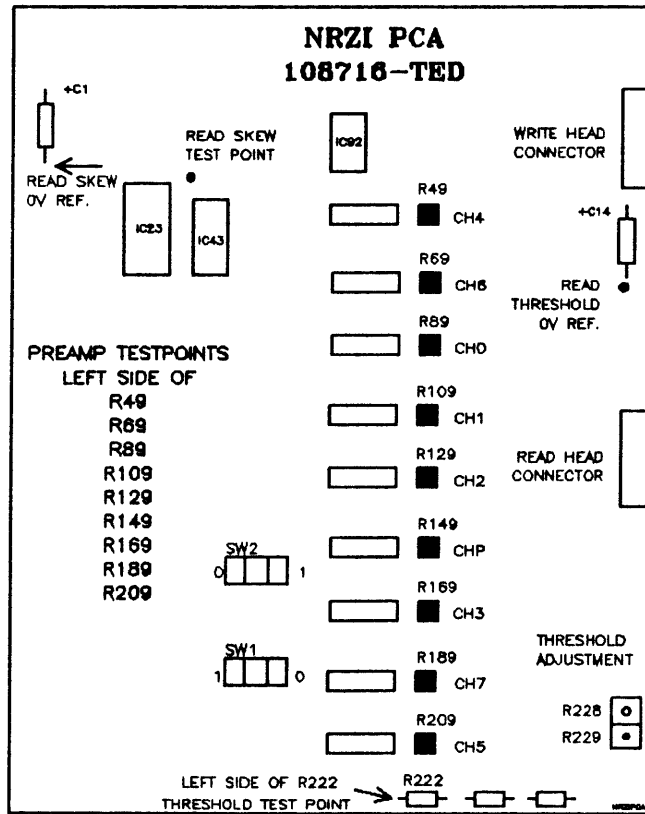 NRZI PCA
108716-TED
+C1
READ SKEW
TEST POINT
IC92
WRITE HEAD
CONNECTOR
READ SKEW
0V REF.
IC23
IC43
R49
CH4
+C14
R69
CH6
READ
THRESHOLD
0V REF.
R89
CH0
PREAMP TESTPOINTS
LEFT SIDE OF
R49
R69
R89
R109
R129
R149
R169
R189
R209
R109
CH1
R129
CH2
READ HEAD
CONNECTOR
R149
CHP
SW2
0 1
R169
CH3
SW1
1 0
R189
CH7
THRESHOLD
ADJUSTMENT
R228
R229
R209
CH5
LEFT SIDE OF R222
THRESHOLD TEST POINT
R222